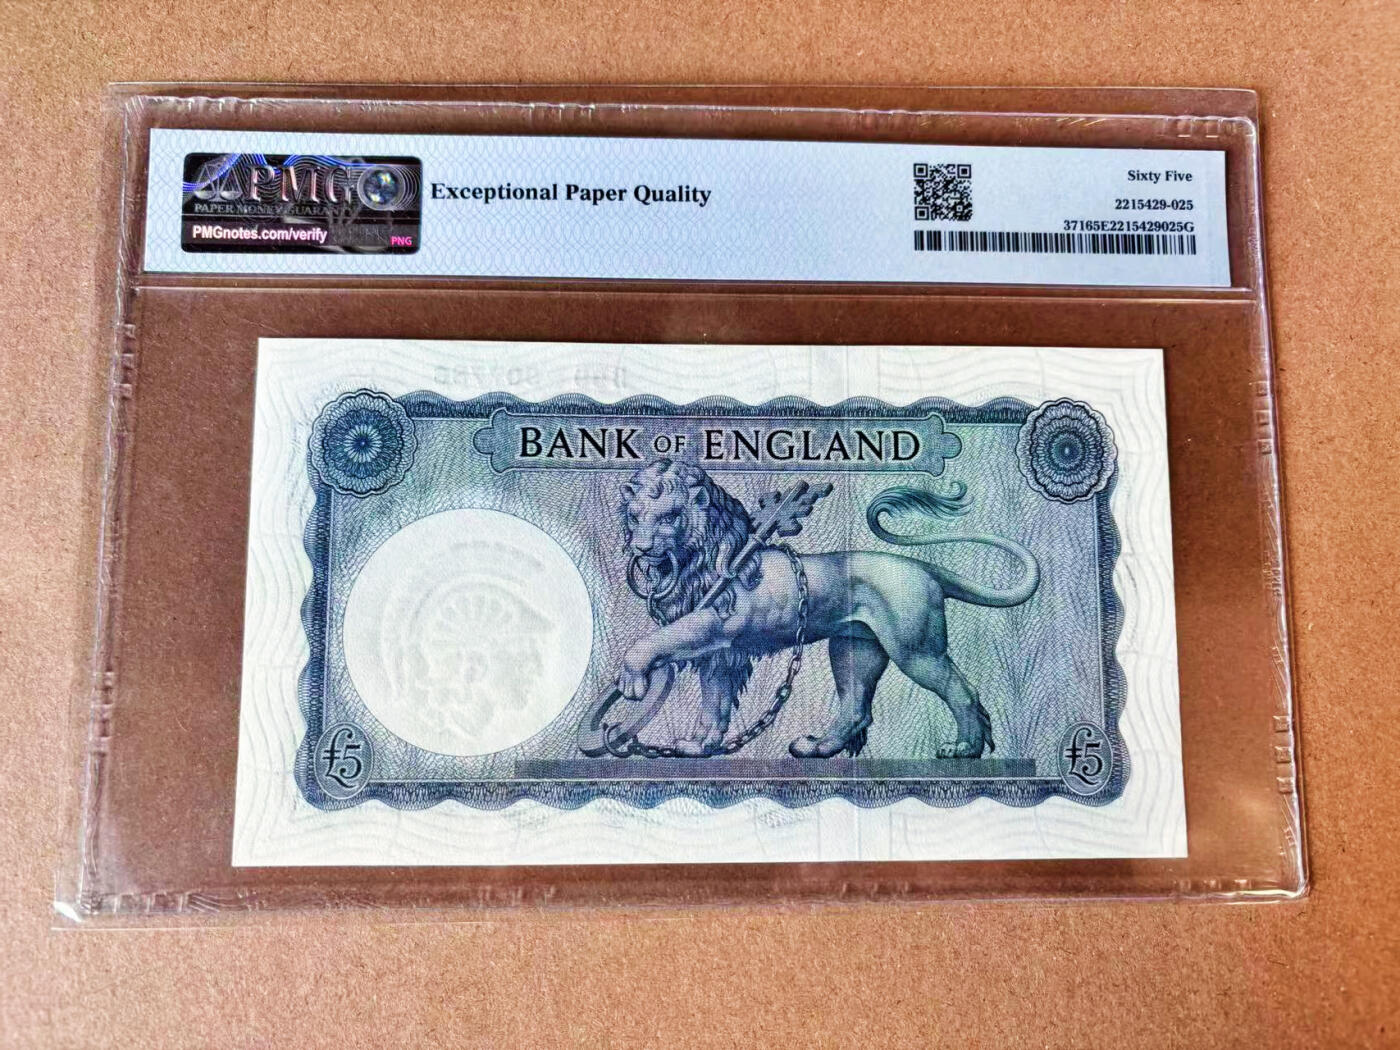 PMG
PAPER MONEY GUARANTY
PMGnotes.com/verify
PNG
Exceptional Paper Quality
Sixty Five
2215429-025
37165E2215429025G
BANK OF ENGLAND
£5
£5